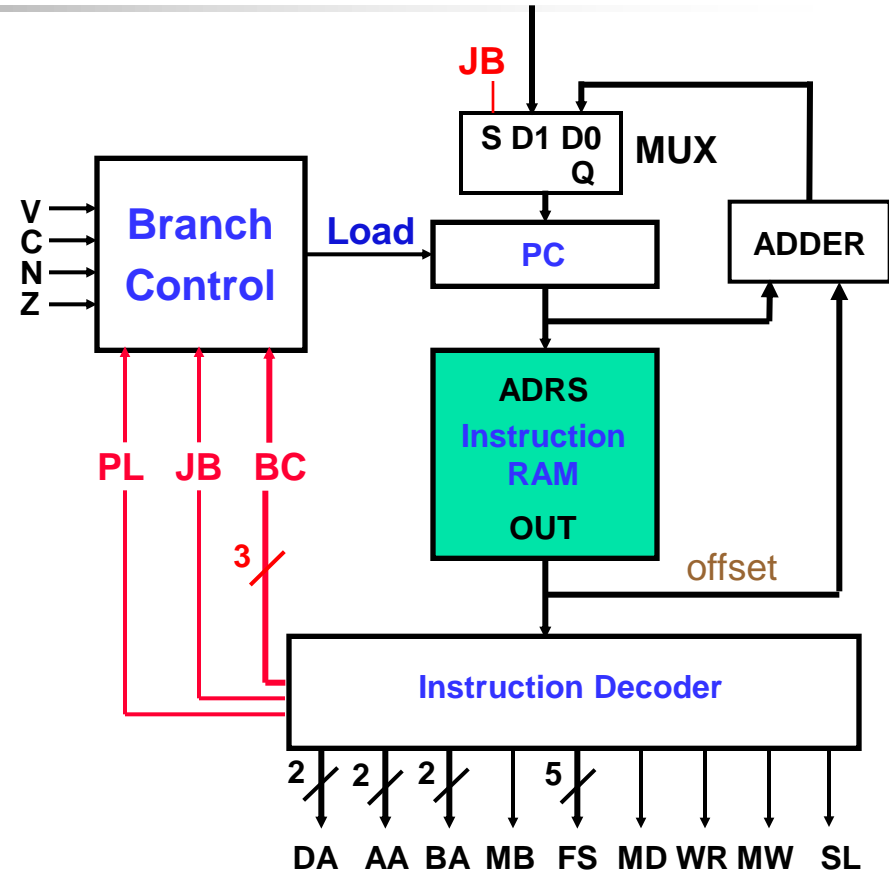 JB
S D1 D0
Q
MUX
V
C
N
Z
Branch
Control
Load
PC
ADDER
ADRS
Instruction
RAM
OUT
PL JB BC
3
offset
Instruction Decoder
2 2 2 5
DA AA BA MB FS MD WR MW SL